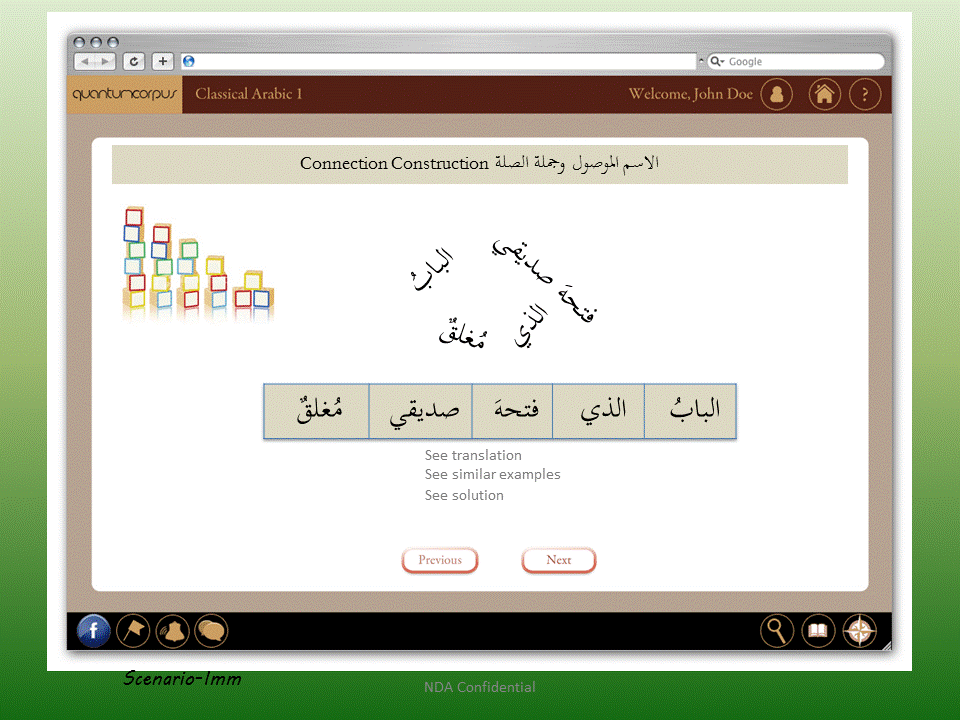 Google
quantumcorpus Classical Arabic 1 Welcome, John Doe ?
Connection Construction الاسم الموصول وجملة الصلة
البابُ
فتحهَ صديقي
الذي
مُغلقٌ
البابُ الذي فتحهَ صديقي مُغلقٌ
See translation
See similar examples
See solution
Previous Next
f
Scenario-Imm
NDA Confidential